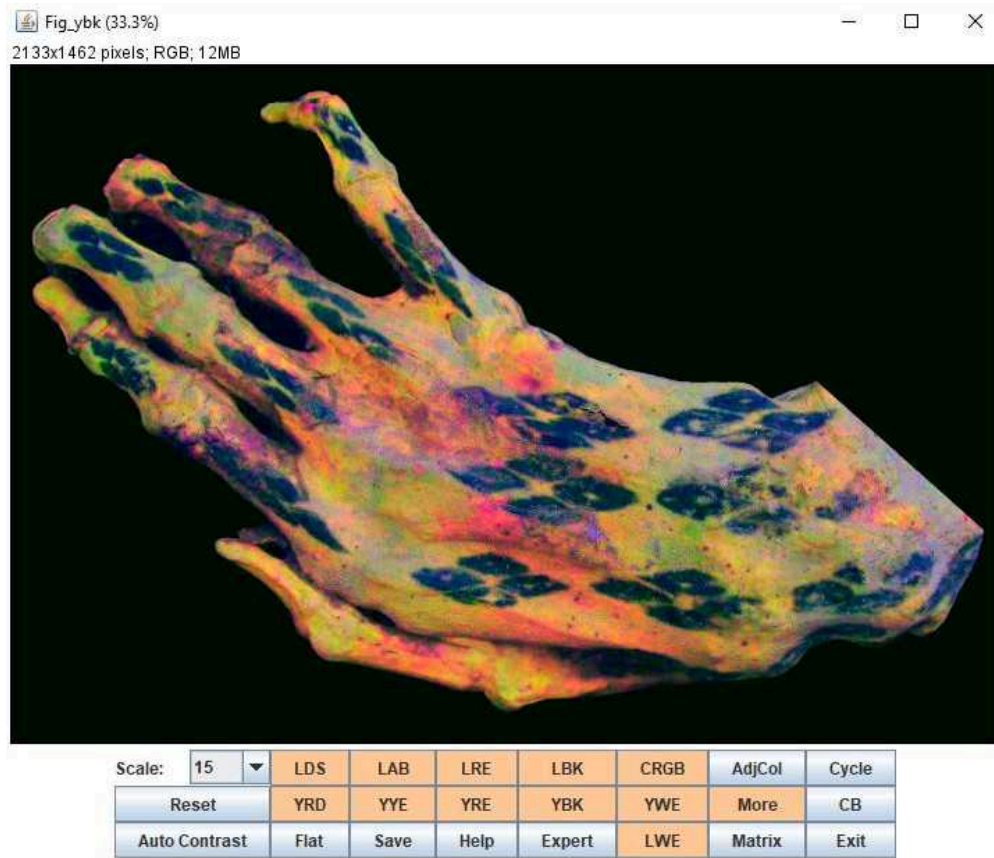 Fig_ybk (33.3%)
2133x1462 pixels; RGB; 12MB
Scale: 15 LDS LAB LRE LBK CRGB AdjCol Cycle
Reset YRD YYE YRE YBK YWE More CB
Auto Contrast Flat Save Help Expert LWE Matrix Exit